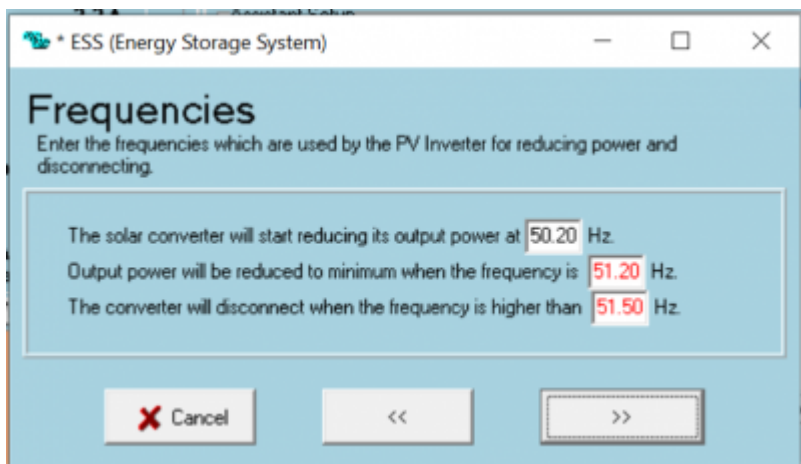 Assistant Setup
* ESS (Energy Storage System)
Frequencies
Enter the frequencies which are used by the PV Inverter for reducing power and
disconnecting.
The solar converter will start reducing its output power at 50.20 Hz.
Output power will be reduced to minimum when the frequency is 51.20 Hz.
The converter will disconnect when the frequency is higher than 51.50 Hz.
Cancel
<<
>>